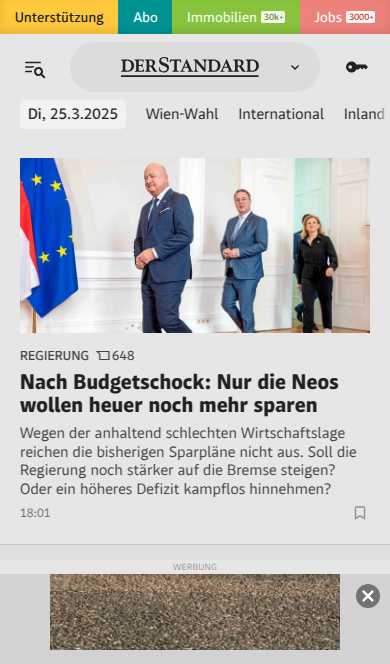 Unterstützung Abo Immobilien 30k+ Jobs 3000+
DERSTANDARD
Di, 25.3.2025 Wien-Wahl International Inland
REGIERUNG 648
Nach Budgetschock: Nur die Neos
wollen heuer noch mehr sparen
Wegen der anhaltend schlechten Wirtschaftslage
reichen die bisherigen Sparpläne nicht aus. Soll die
Regierung noch stärker auf die Bremse steigen?
Oder ein höheres Defizit kampflos hinnehmen?
18:01
WERBUNG